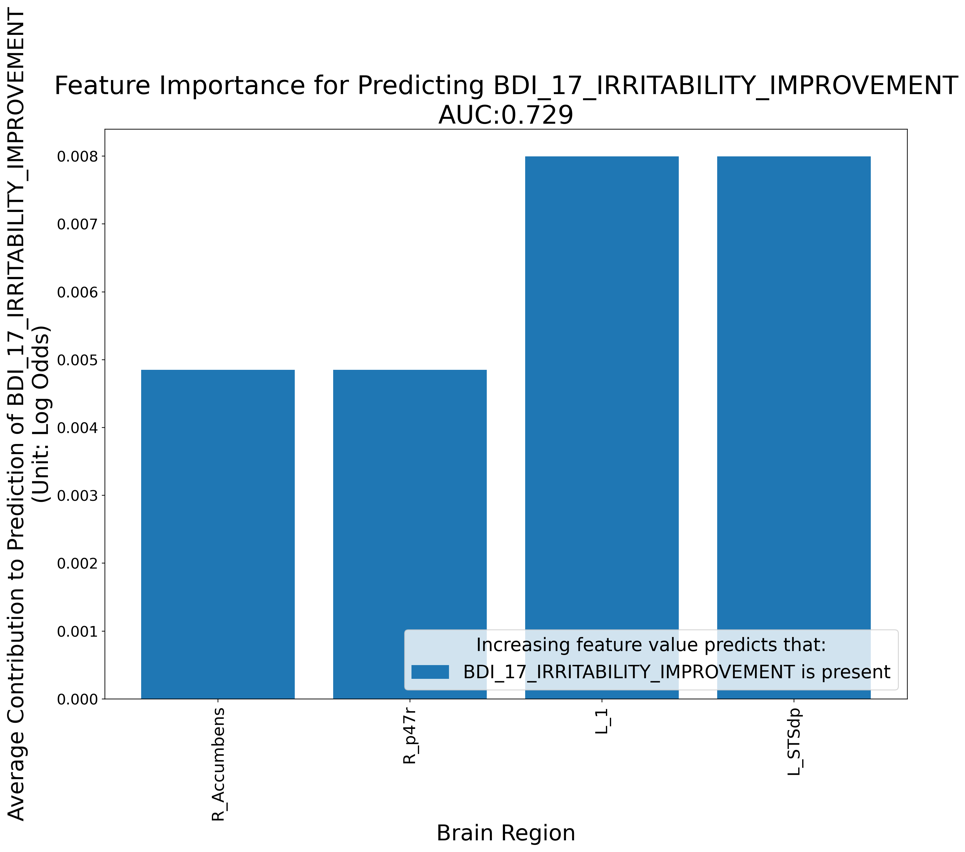 Feature Importance for Predicting BDI_17_IRRITABILITY_IMPROVEMENT
AUC:0.729
Average Contribution to Prediction of BDI_17_IRRITABILITY_IMPROVEMENT
(Unit: Log Odds)
0.008
0.007
0.006
0.005
0.004
0.003
0.002
0.001
0.000
Increasing feature value predicts that:
BDI_17_IRRITABILITY_IMPROVEMENT is present
R_Accumbens
R_p47r
L_1
L_STSdp
Brain Region